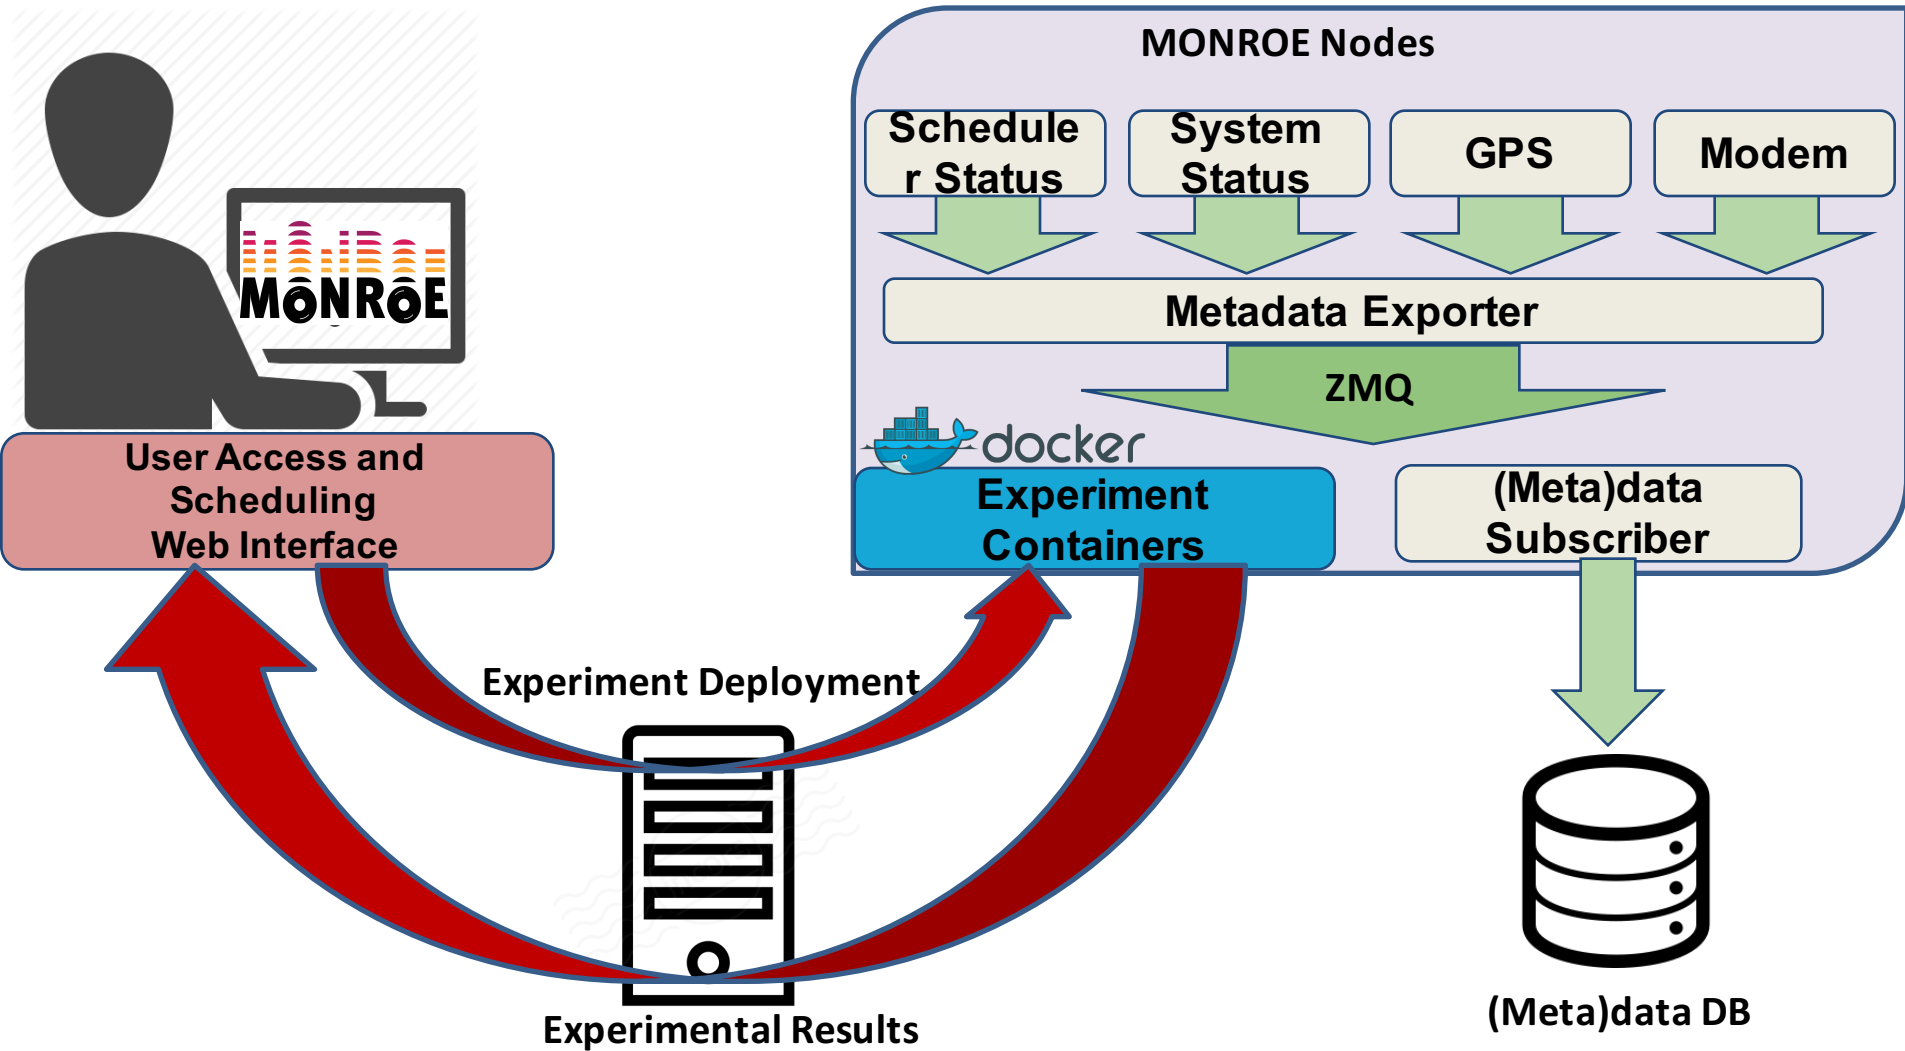 MONROE Nodes
Schedule
r Status
System
Status
GPS
Modem
MONROE
Metadata Exporter
ZMQ
docker
User Access and
Scheduling
Web Interface
Experiment
Containers
(Meta)data
Subscriber
Experiment Deployment
Experimental Results
(Meta)data DB